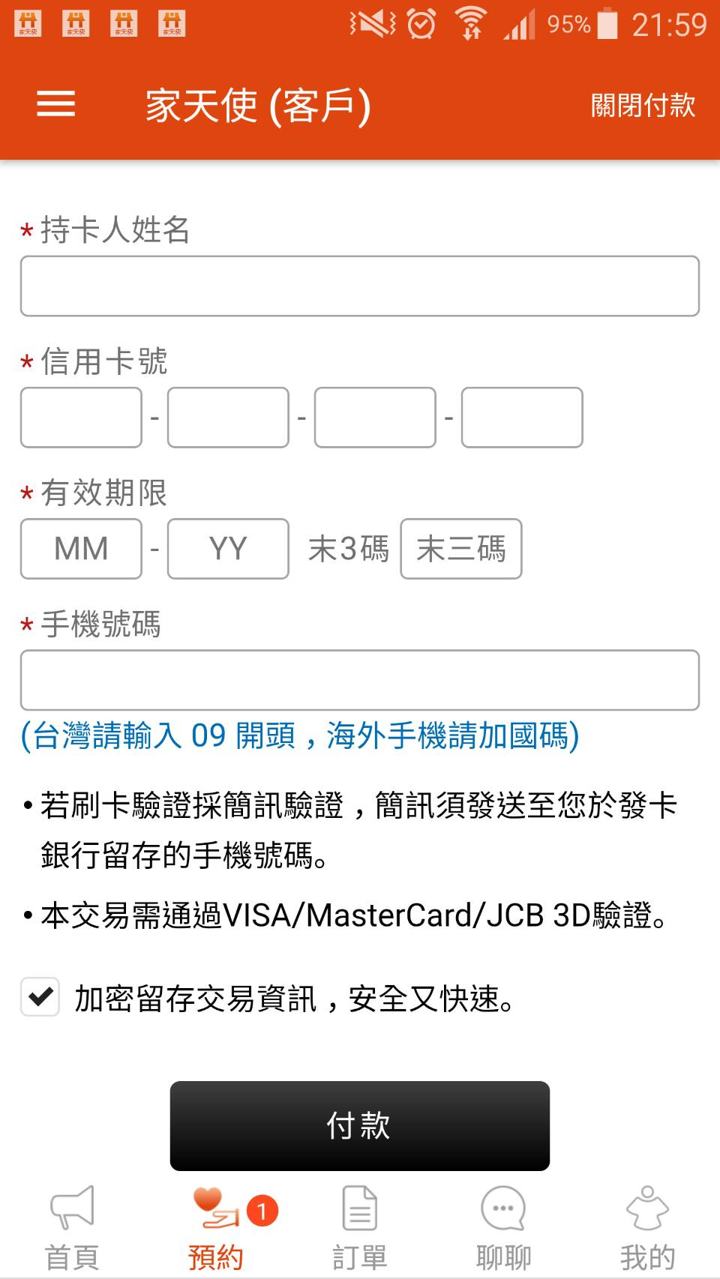 95% 21:59
家天使 (客戶) 關閉付款
* 持卡人姓名
* 信用卡號
- - -
* 有效期限
MM - YY 末3碼 末三碼
* 手機號碼
(台灣請輸入 09 開頭，海外手機請加國碼)
• 若刷卡驗證採簡訊驗證，簡訊須發送至您於發卡
銀行留存的手機號碼。
• 本交易需通過VISA/MasterCard/JCB 3D驗證。
加密留存交易資訊，安全又快速。
付款
1
首頁 預約 訂單 聊聊 我的